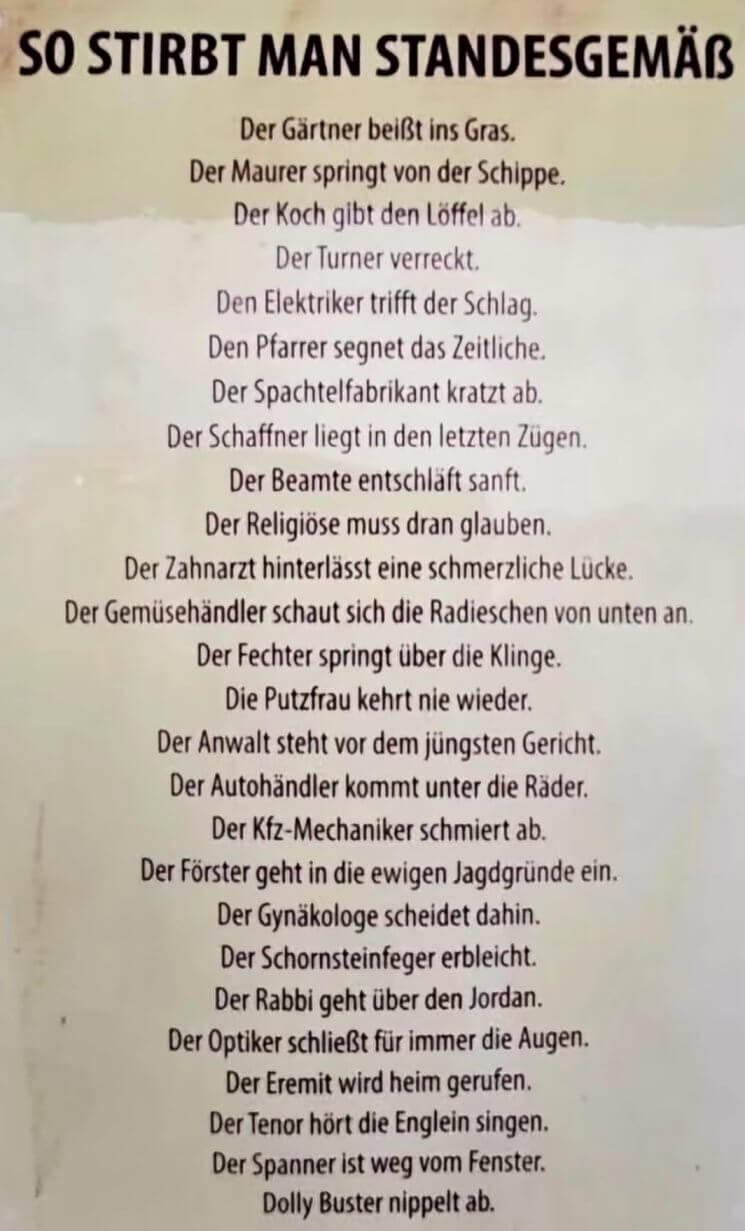 SO STIRBT MAN STANDESGEMÄß
Der Gärtner beißt ins Gras.
Der Maurer springt von der Schippe.
Der Koch gibt den Löffel ab.
Der Turner verreckt.
Den Elektriker trifft der Schlag.
Den Pfarrer segnet das Zeitliche.
Der Spachtelfabrikant kratzt ab.
Der Schaffner liegt in den letzten Zügen.
Der Beamte entschläft sanft.
Der Religiöse muss dran glauben.
Der Zahnarzt hinterlässt eine schmerzliche Lücke.
Der Gemüsehändler schaut sich die Radieschen von unten an.
Der Fechter springt über die Klinge.
Die Putzfrau kehrt nie wieder.
Der Anwalt steht vor dem jüngsten Gericht.
Der Autohändler kommt unter die Räder.
Der Kfz-Mechaniker schmiert ab.
Der Förster geht in die ewigen Jagdgründe ein.
Der Gynäkologe scheidet dahin.
Der Schornsteinfeger erbleicht.
Der Rabbi geht über den Jordan.
Der Optiker schließt für immer die Augen.
Der Eremit wird heim gerufen.
Der Tenor hört die Englein singen.
Der Spanner ist weg vom Fenster.
Dolly Buster nippelt ab.